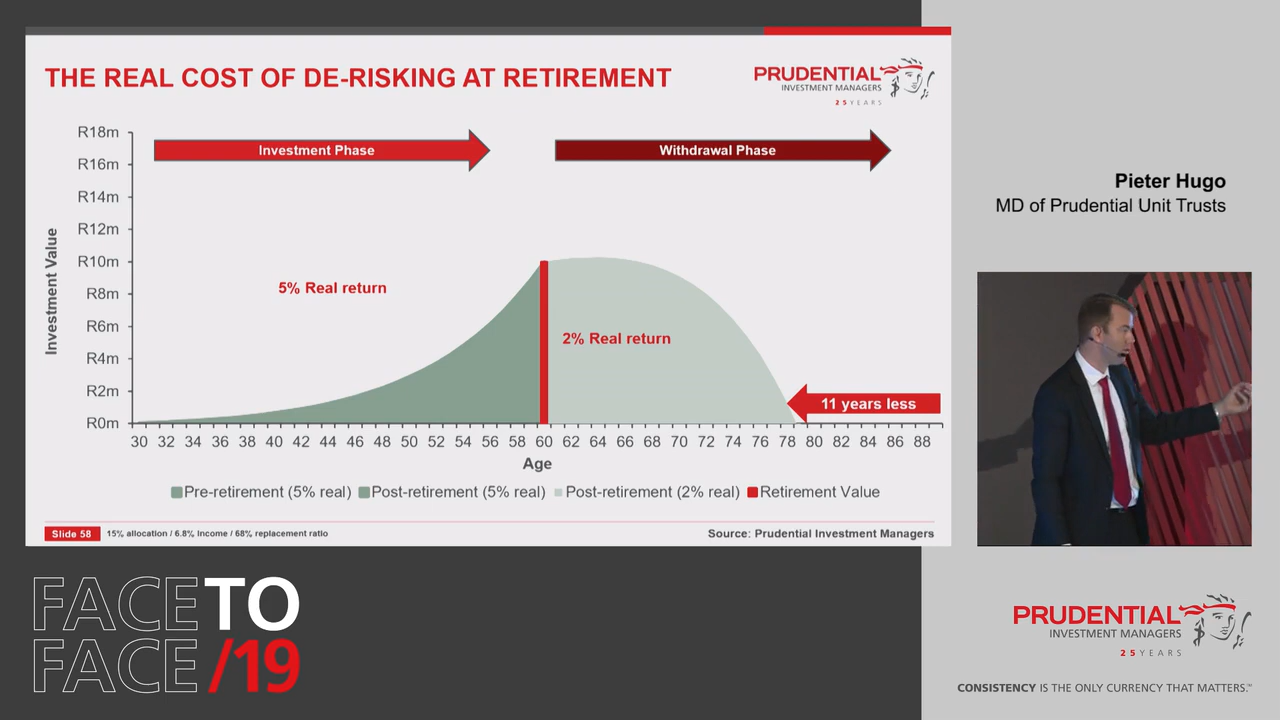 THE REAL COST OF DE-RISKING AT RETIREMENT
PRUDENTIAL
INVESTMENT MANAGERS
25 YEARS
R18m
R16m
R14m
R12m
R10m
R8m
R6m
R4m
R2m
R0m
Investment Value
Investment Phase
Withdrawal Phase
5% Real return
2% Real return
11 years less
30 32 34 36 38 40 42 44 46 48 50 52 54 56 58 60 62 64 66 68 70 72 74 76 78 80 82 84 86 88
Age
Pre-retirement (5% real) Post-retirement (5% real) Post-retirement (2% real) Retirement Value
Slide 58 15% allocation / 6.8% Income / 68% replacement ratio
Source: Prudential Investment Managers
Pieter Hugo
MD of Prudential Unit Trusts
FACE TO
FACE /19
PRUDENTIAL
INVESTMENT MANAGERS
25 YEARS
CONSISTENCY IS THE ONLY CURRENCY THAT MATTERS.™